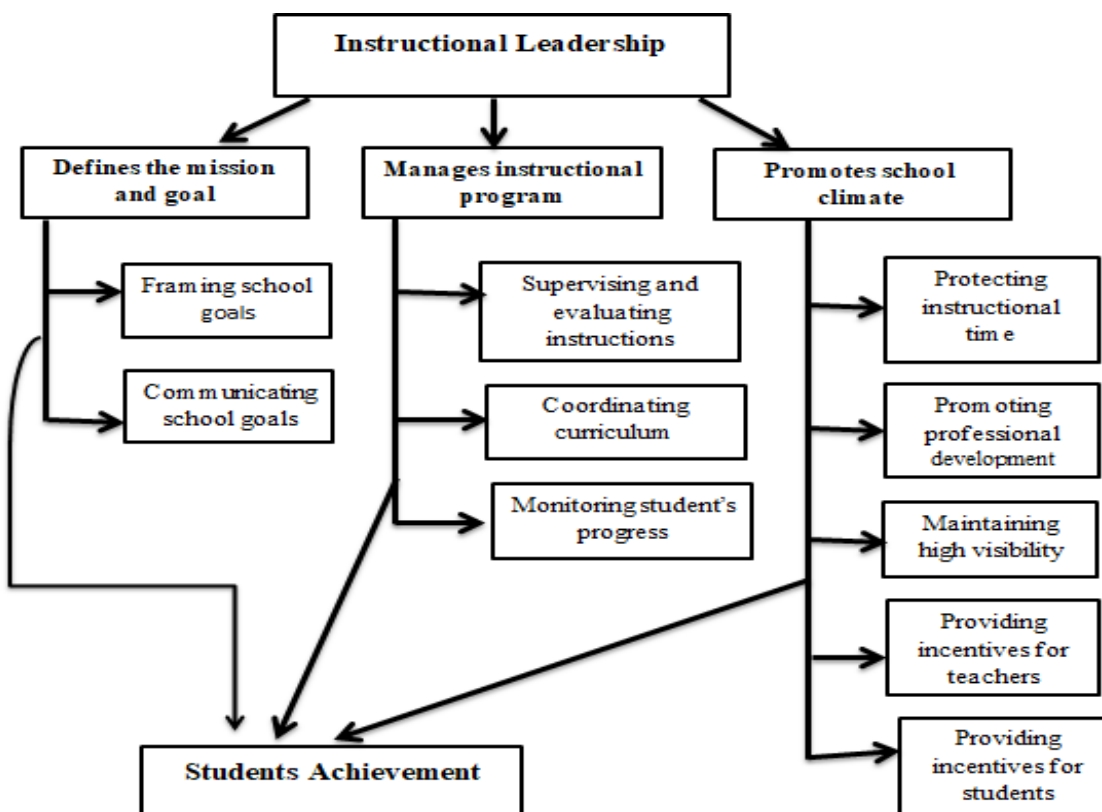 Instructional Leadership
Defines the mission
and goal
Manages instructional
program
Promotes school
climate
Framing school
goals
Communicating
school goals
Supervising and
evaluating
instructions
Coordinating
curriculum
Monitoring student's
progress
Protecting
instructional
time
Promoting
professional
development
Maintaining
high visibility
Providing
incentives for
teachers
Providing
incentives for
students
Students Achievement